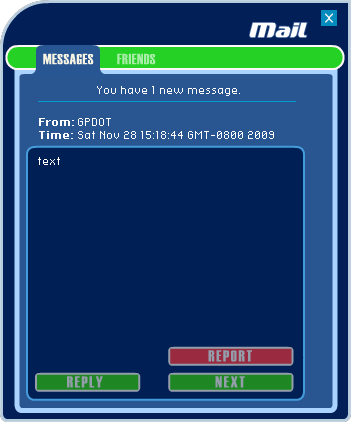 Mail
X
MESSAGES FRIENDS
You have 1 new message.
From: GPDOT
Time: Sat Nov 28 15:18:44 GMT-0800 2009
text
REPORT
REPLY NEXT